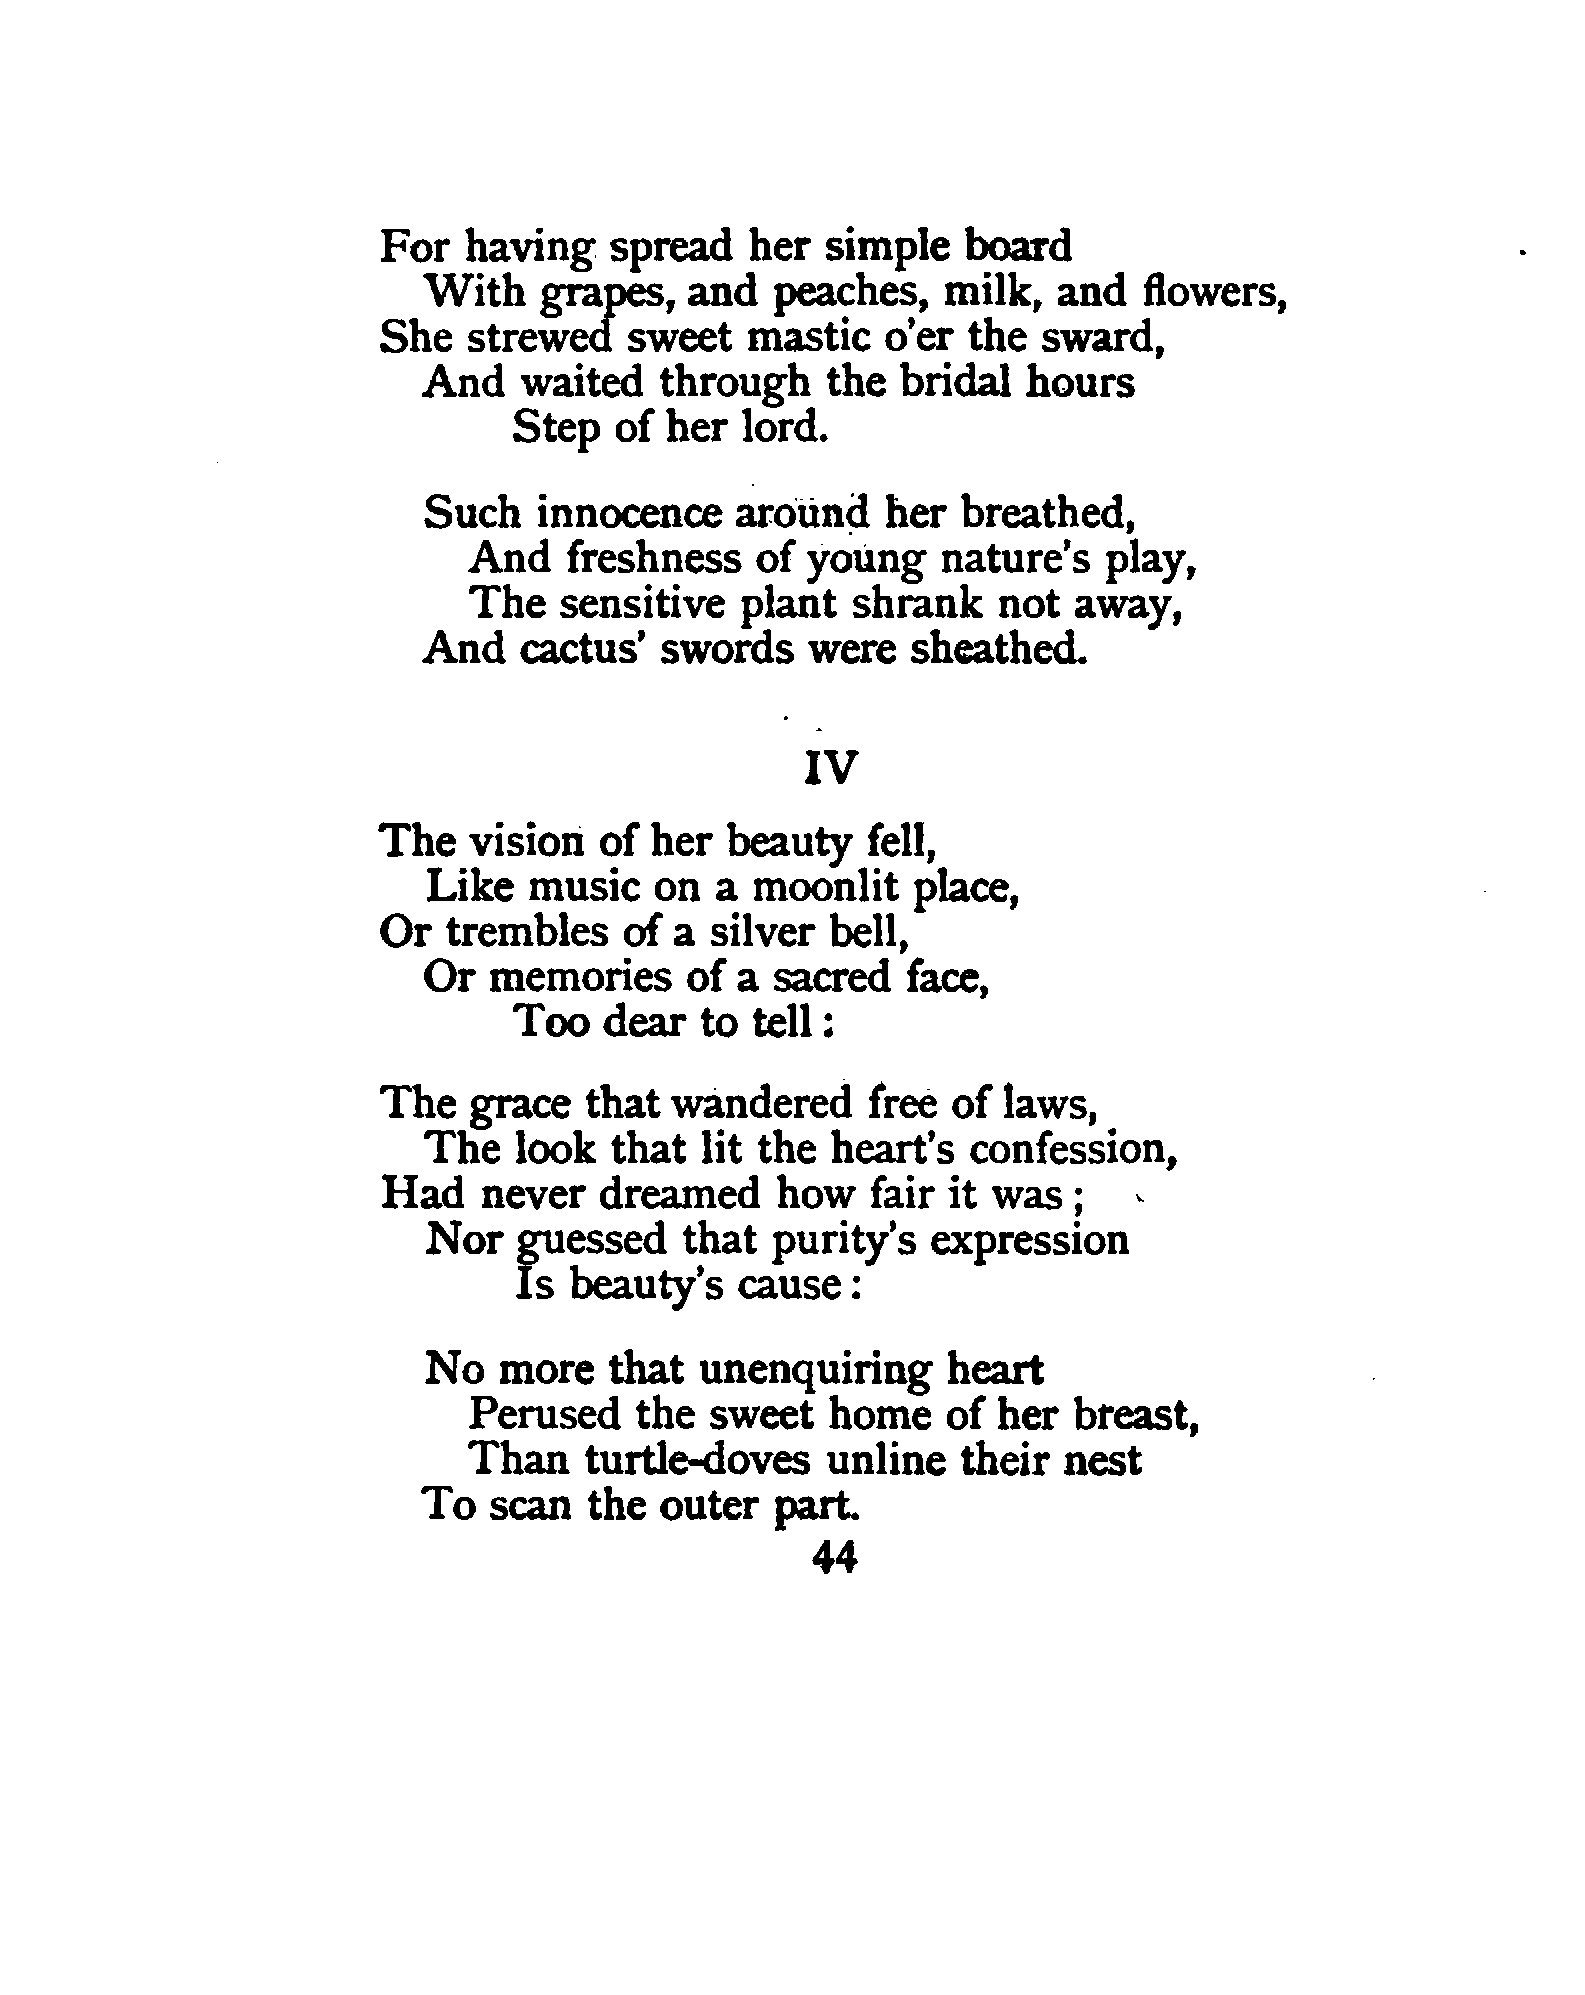 For having spread her simple board
With grapes, and peaches, milk, and flowers,
She strewed sweet mastic o'er the sward,
And waited through the bridal hours
Step of her lord.
Such innocence around her breathed,
And freshness of young nature's play,
The sensitive plant shrank not away,
And cactus' swords were sheathed.
IV
The vision of her beauty fell,
Like music on a moonlit place,
Or trembles of a silver bell,
Or memories of a sacred face,
Too dear to tell :
The grace that wandered free of laws,
The look that lit the heart's confession,
Had never dreamed how fair it was ;
Nor guessed that purity's expression
Is beauty's cause :
No more that unenquiring heart
Perused the sweet home of her breast,
Than turtle-doves unline their nest
To scan the outer part.
44